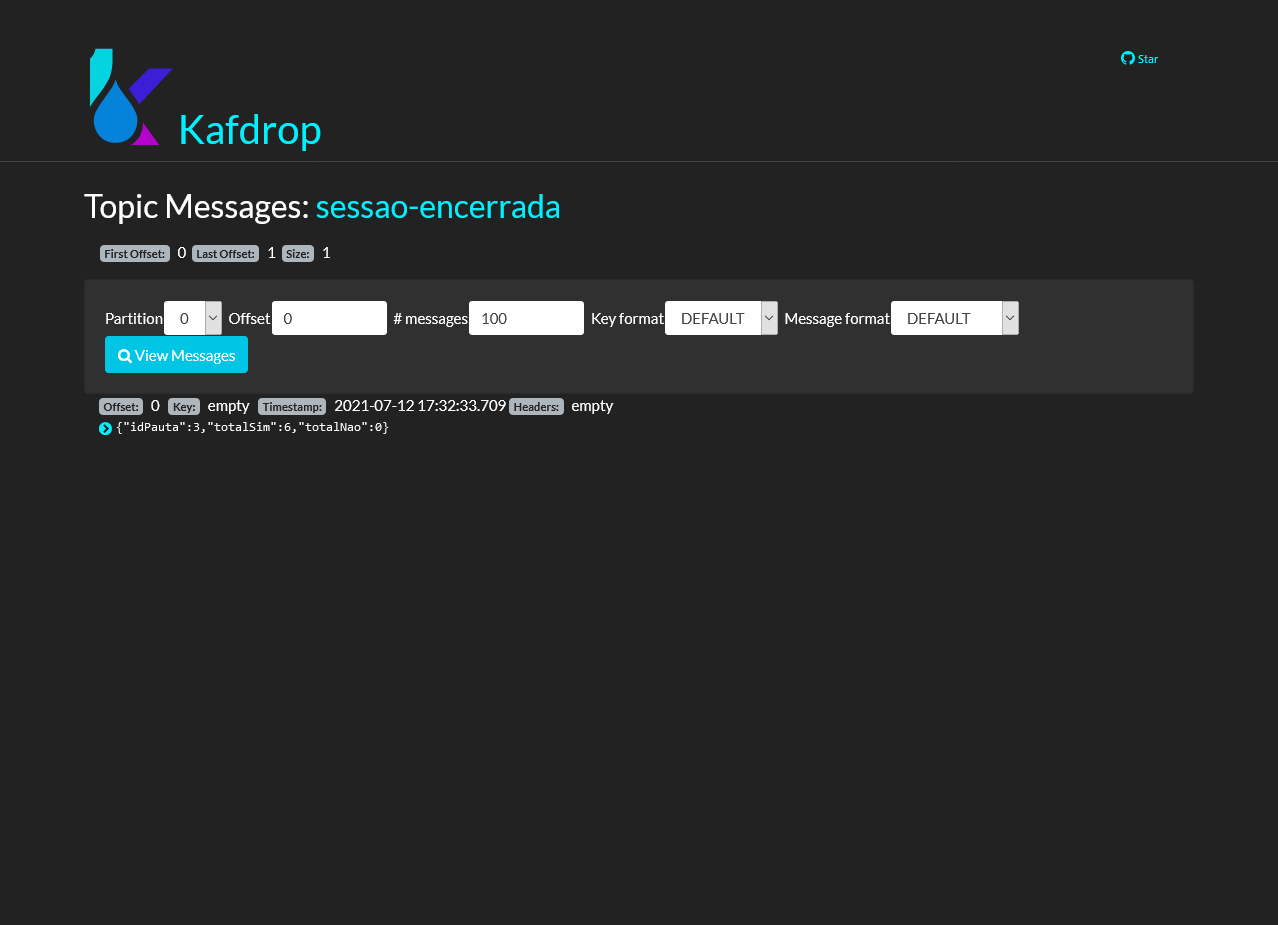 Star
Kafdrop
Topic Messages: sessao-encerrada
First Offset: 0 Last Offset: 1 Size: 1
Partition 0 Offset 0 # messages 100 Key format DEFAULT Message format DEFAULT
View Messages
Offset: 0 Key: empty Timestamp: 2021-07-12 17:32:33.709 Headers: empty
{"idPauta":3,"totalSim":6,"totalNao":0}